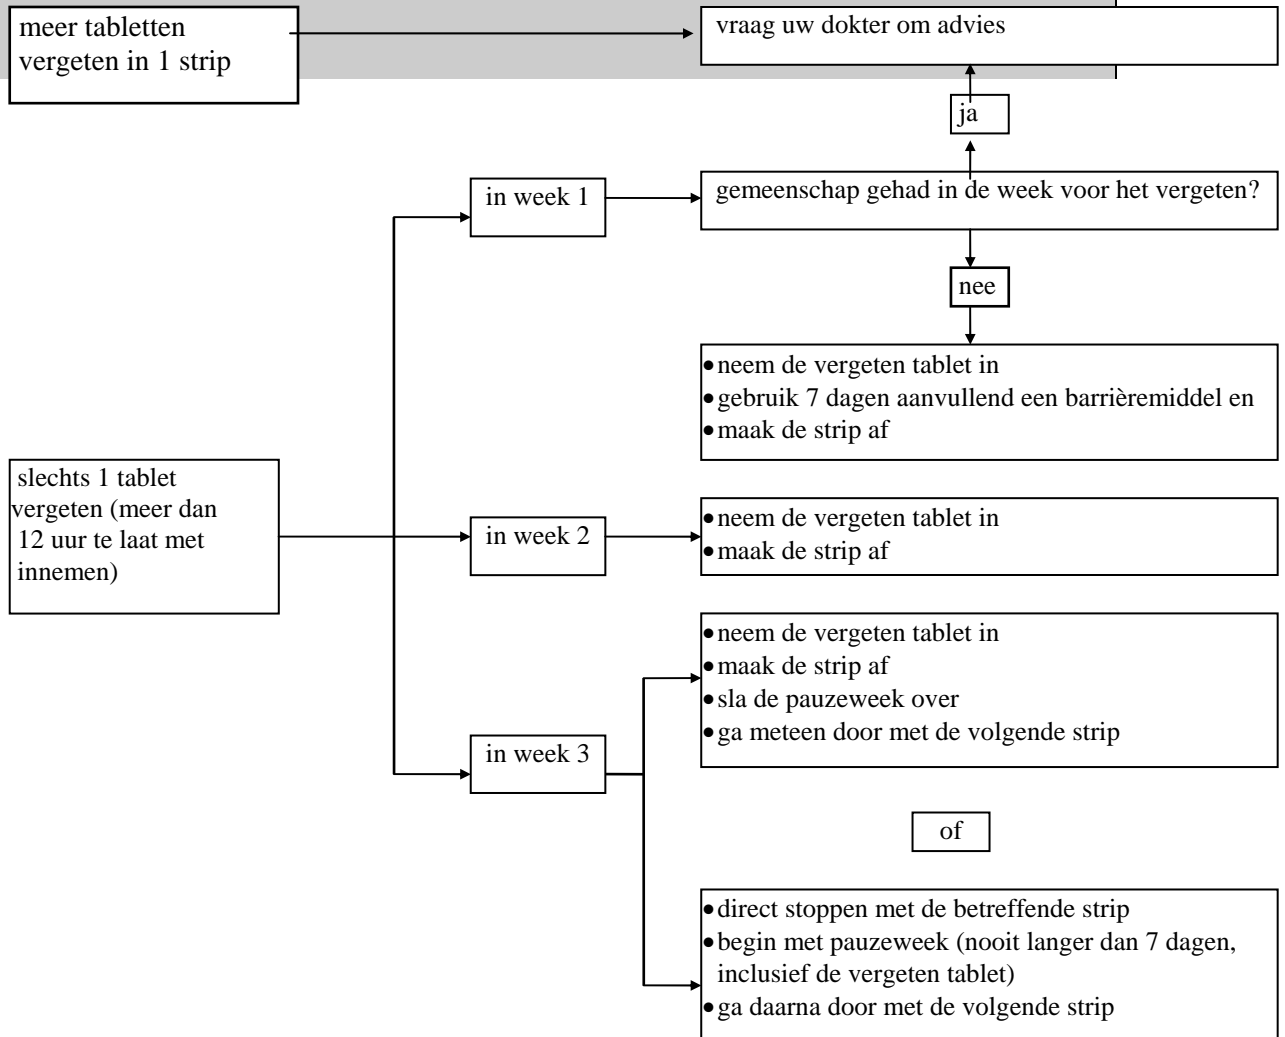 meer tabletten
vergeten in 1 strip
vraag uw dokter om advies
ja
in week 1
gemeenschap gehad in de week voor het vergeten?
nee
•neem de vergeten tablet in
•gebruik 7 dagen aanvullend een barrièremiddel en
•maak de strip af
slechts 1 tablet
vergeten (meer dan
12 uur te laat met
innemen)
in week 2
•neem de vergeten tablet in
•maak de strip af
in week 3
•neem de vergeten tablet in
•maak de strip af
•sla de pauzeweek over
•ga meteen door met de volgende strip
of
•direct stoppen met de betreffende strip
•begin met pauzeweek (nooit langer dan 7 dagen,
inclusief de vergeten tablet)
•ga daarna door met de volgende strip